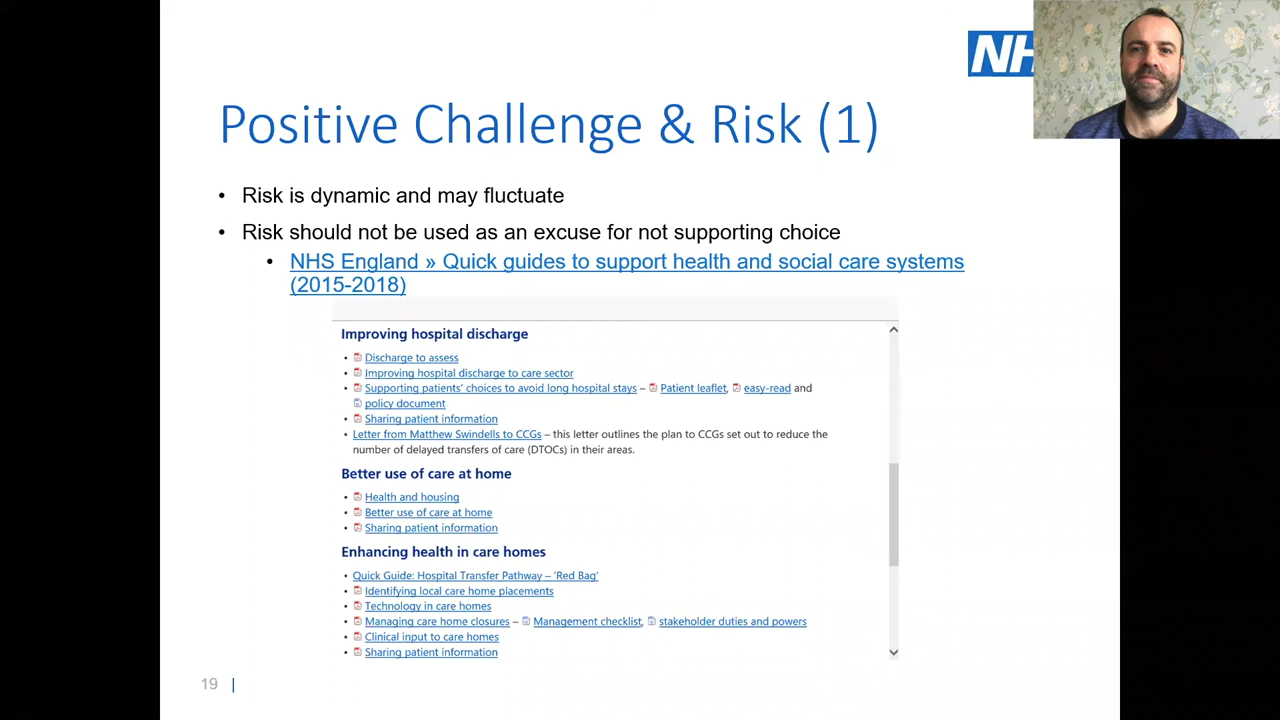 NH
Positive Challenge & Risk (1)
• Risk is dynamic and may fluctuate
• Risk should not be used as an excuse for not supporting choice
• NHS England » Quick guides to support health and social care systems
(2015-2018)
Improving hospital discharge
• Discharge to assess
• Improving hospital discharge to care sector
• Supporting patients' choices to avoid long hospital stays – Patient leaflet, easy-read and
policy document
• Sharing patient information
• Letter from Matthew Swindells to CCGs – this letter outlines the plan to CCGs set out to reduce the
number of delayed transfers of care (DTOCs) in their areas.
Better use of care at home
• Health and housing
• Better use of care at home
• Sharing patient information
Enhancing health in care homes
• Quick Guide: Hospital Transfer Pathway – 'Red Bag'
• Identifying local care home placements
• Technology in care homes
• Managing care home closures – Management checklist, stakeholder duties and powers
• Clinical input to care homes
• Sharing patient information
19 |